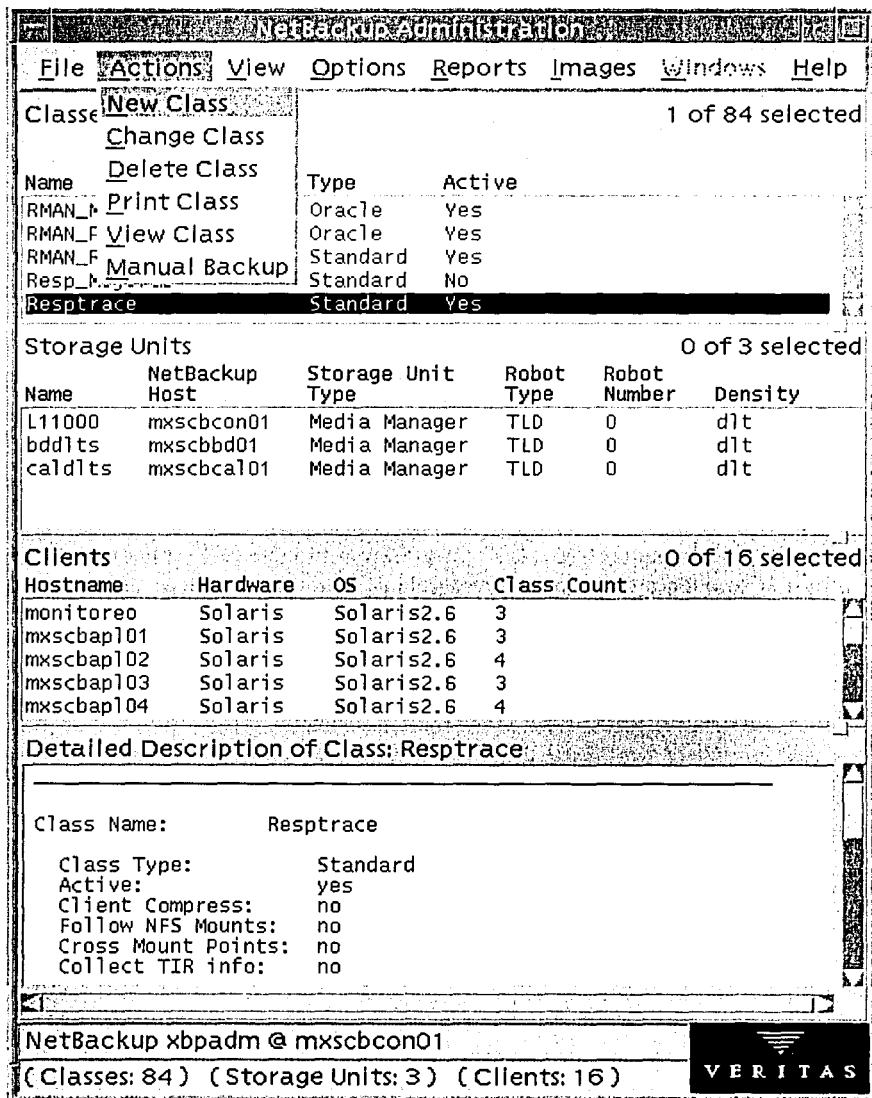 NetBackup Administration
File Actions View Options Reports Images Windows Help
Classe 1 of 84 selected
New Class
Change Class
Delete Class
Print Class
View Class
Manual Backup
Name Type Active
RMAN_ Oracle Yes
RMAN_ Oracle Yes
RMAN_ Standard Yes
Resp_ Standard No
Resptrace Standard Yes
Storage Units 0 of 3 selected
NetBackup Storage Unit Robot Robot
Name Host Type Type Number Density
L11000 mxscbcon01 Media Manager TLD 0 dlt
bddlts mxscbbd01 Media Manager TLD 0 dlt
caldlts mxscbcal01 Media Manager TLD 0 dlt
Clients 0 of 16 selected
Hostname Hardware OS Class Count
monitoreo Solaris Solaris2.6 3
mxscbapl01 Solaris Solaris2.6 3
mxscbapl02 Solaris Solaris2.6 4
mxscbapl03 Solaris Solaris2.6 3
mxscbapl04 Solaris Solaris2.6 4
Detailed Description of Class: Resptrace
Class Name: Resptrace
Class Type: Standard
Active: yes
Client Compress: no
Follow NFS Mounts: no
Cross Mount Points: no
Collect TIR info: no
NetBackup xbpadm @ mxscbcon01
(Classes: 84) (Storage Units: 3) (Clients: 16)
VERITAS